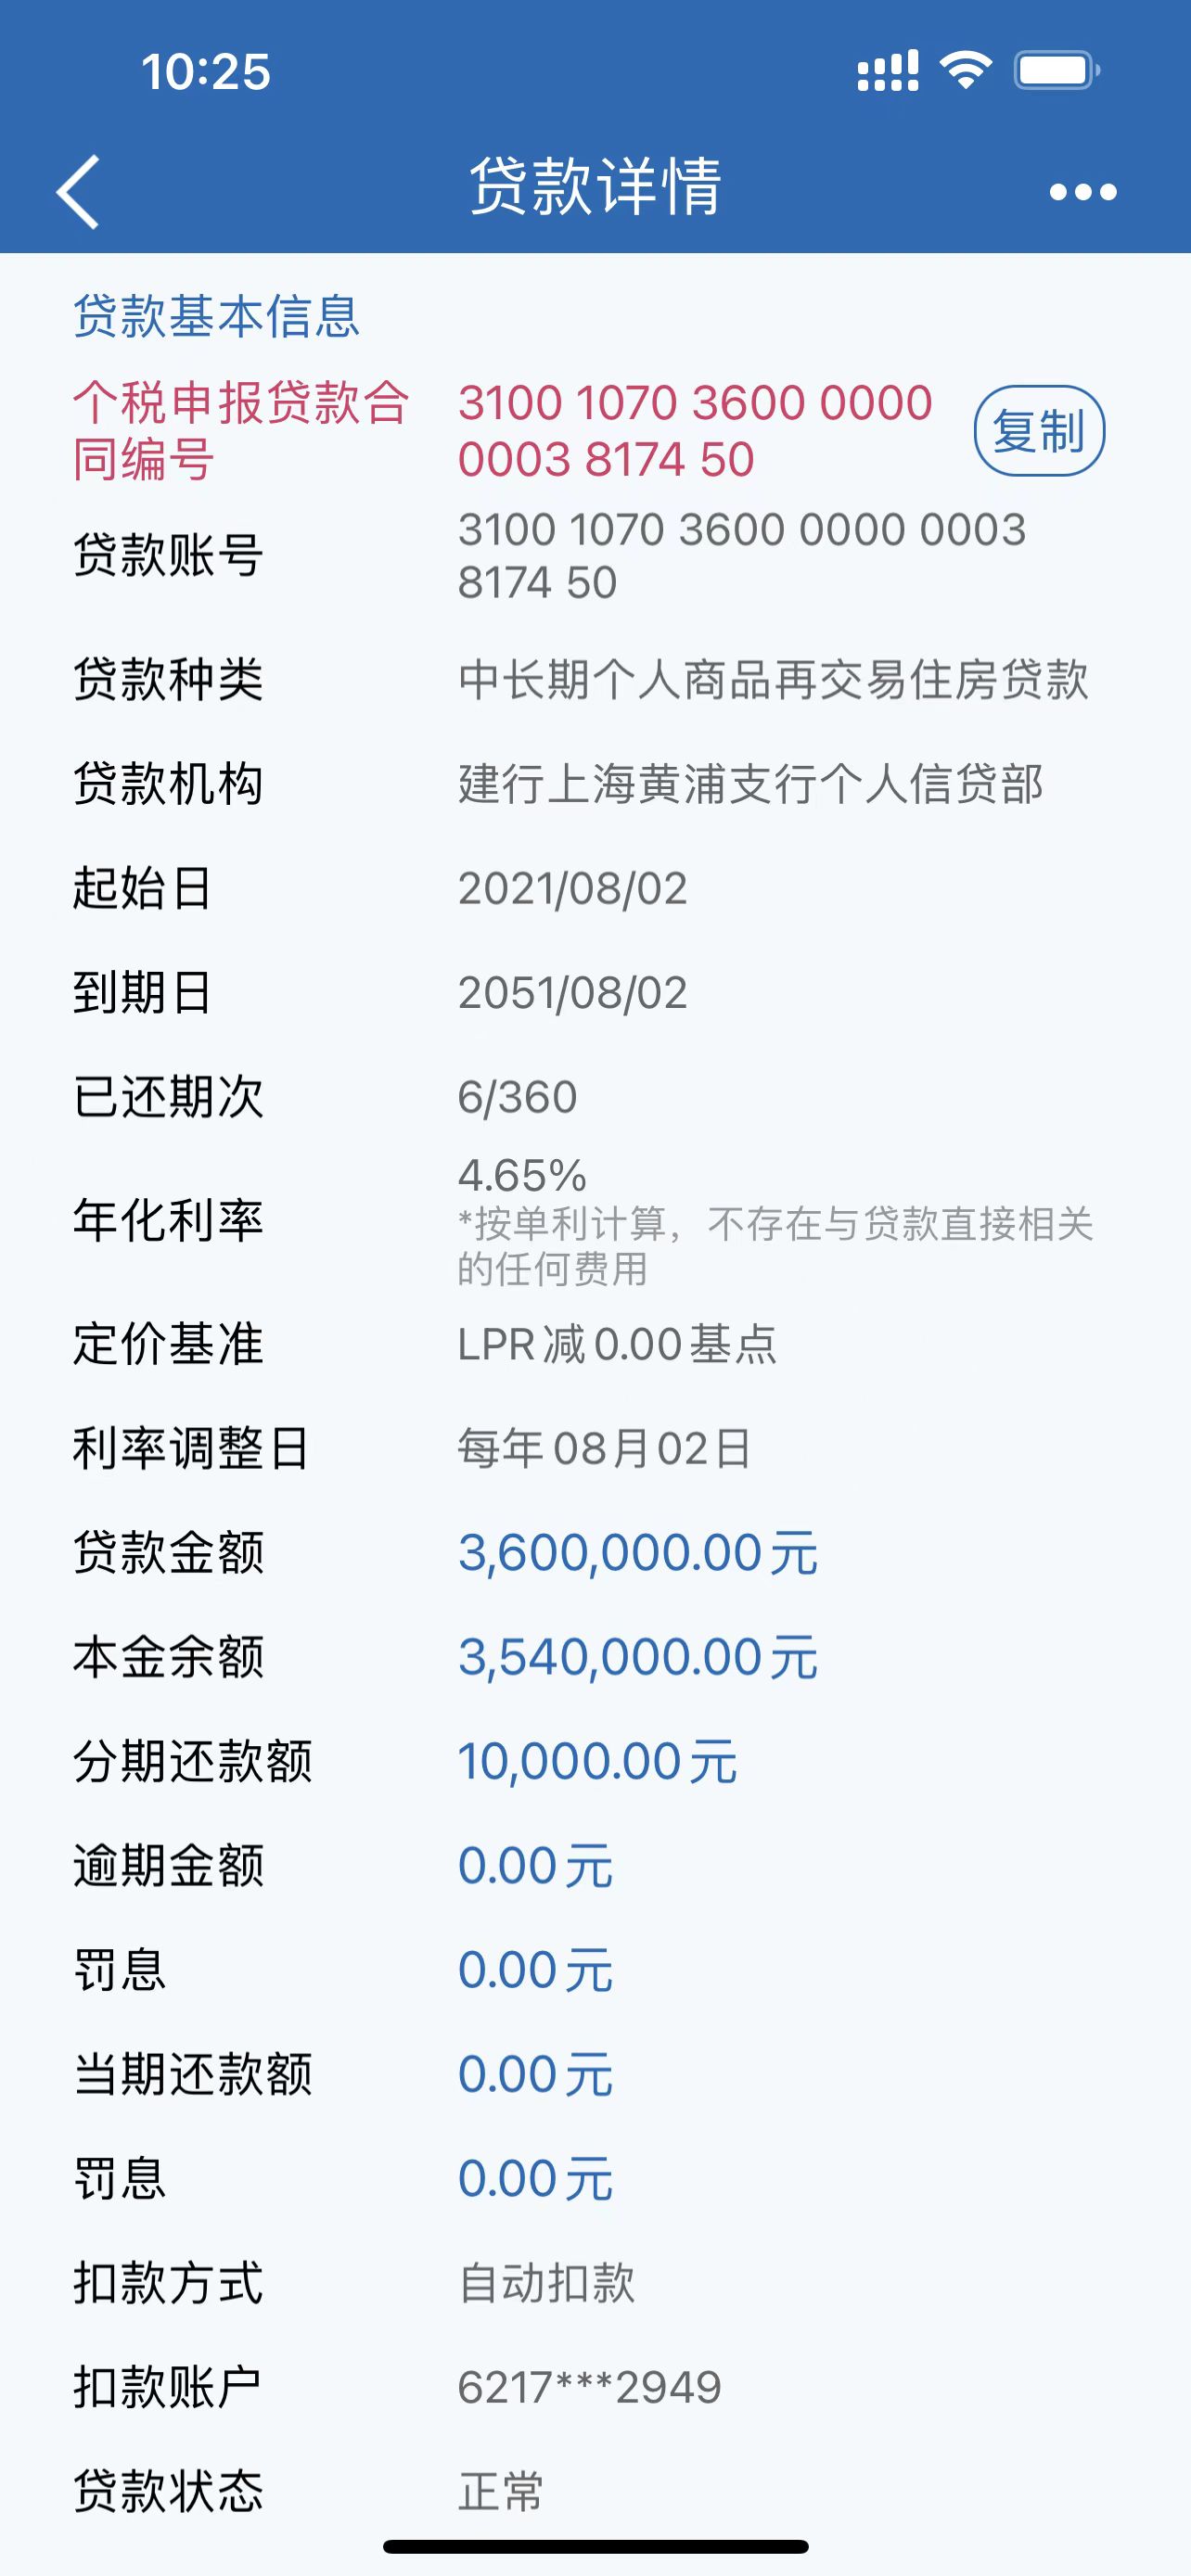 10:25
贷款详情
贷款基本信息
个税申报贷款合
同编号
3100 1070 3600 0000
0003 8174 50
复制
贷款账号
3100 1070 3600 0000 0003
8174 50
贷款种类
中长期个人商品再交易住房贷款
贷款机构
建行上海黄浦支行个人信贷部
起始日
2021/08/02
到期日
2051/08/02
已还期次
6/360
年化利率
4.65%
*按单利计算，不存在与贷款直接相关
的任何费用
定价基准
LPR减0.00基点
利率调整日
每年08月02日
贷款金额
3,600,000.00元
本金余额
3,540,000.00元
分期还款额
10,000.00元
逾期金额
0.00元
罚息
0.00元
当期还款额
0.00元
罚息
0.00元
扣款方式
自动扣款
扣款账户
6217***2949
贷款状态
正常